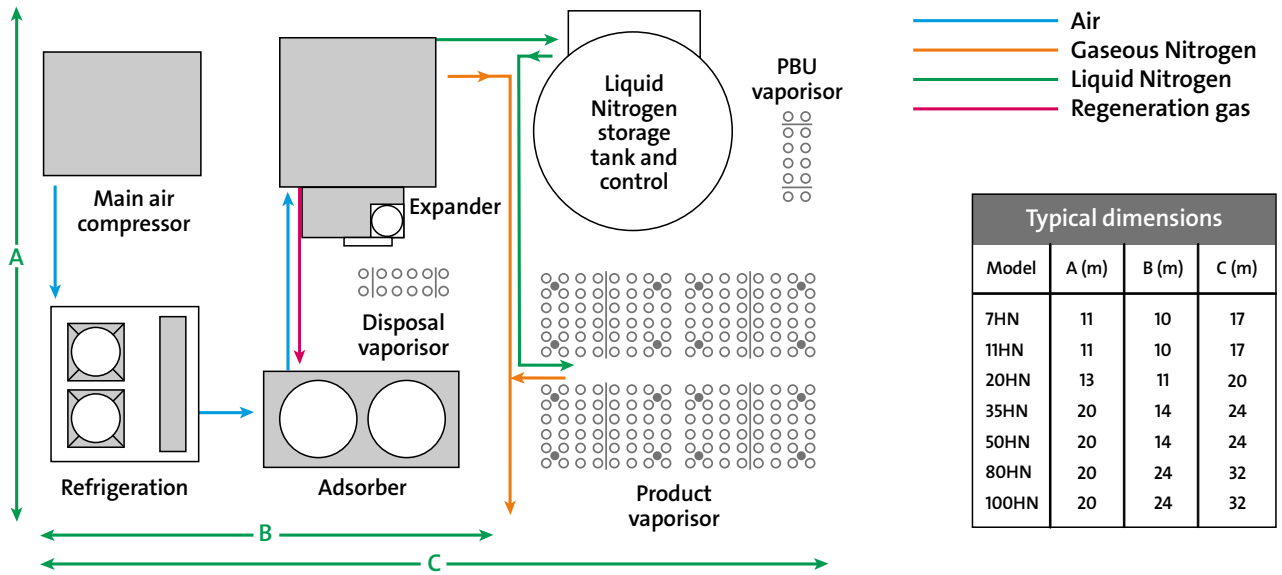 Air
Gaseous Nitrogen
Liquid Nitrogen
Regeneration gas
Main air
compressor
Expander
Liquid
Nitrogen
storage
tank and
control
PBU
vaporisor
A
Disposal
vaporisor
Refrigeration
Adsorber
Product
vaporisor
B
C
Typical dimensions
Model A (m) B (m) C (m)
7HN 11 10 17
11HN 11 10 17
20HN 13 11 20
35HN 20 14 24
50HN 20 14 24
80HN 20 24 32
100HN 20 24 32